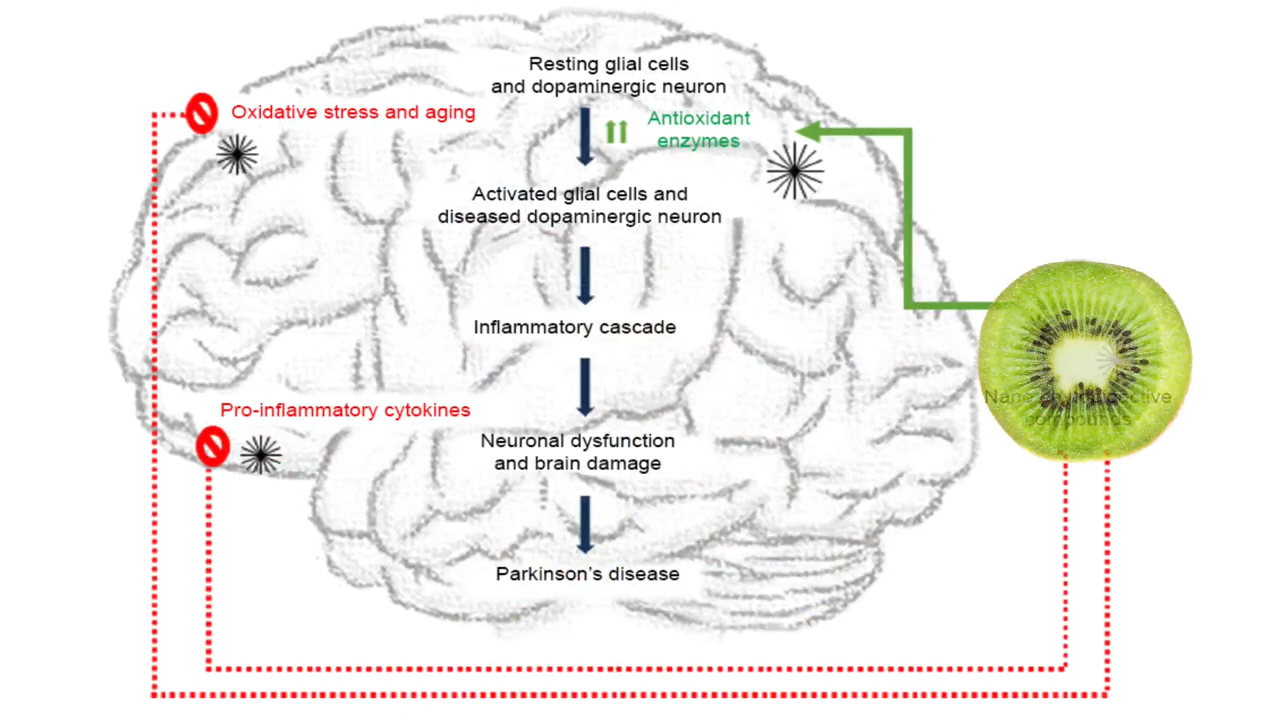 Resting glial cells
and dopaminergic neuron
Oxidative stress and aging
Antioxidant
enzymes
Activated glial cells and
diseased dopaminergic neuron
Inflammatory cascade
Pro-inflammatory cytokines
Neuronal dysfunction
and brain damage
Parkinson's disease
compounds